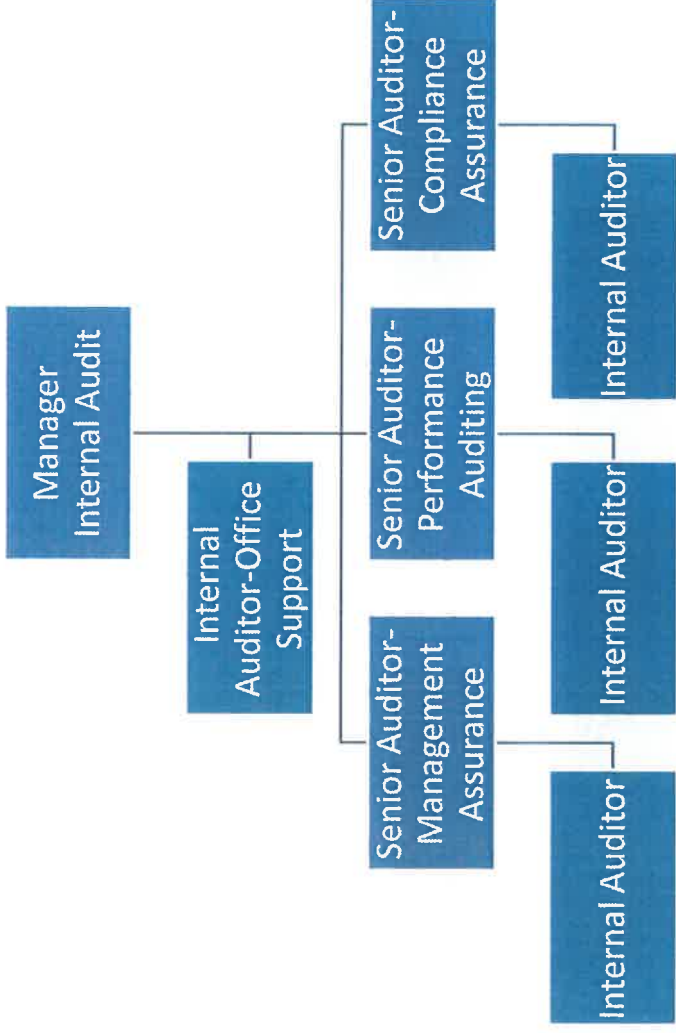 Manager
Internal Audit
Internal
Auditor-Office
Support
Senior Auditor-
Management
Assurance
Senior Auditor-
Performance
Auditing
Senior Auditor-
Compliance
Assurance
Internal Auditor
Internal Auditor
Internal Auditor